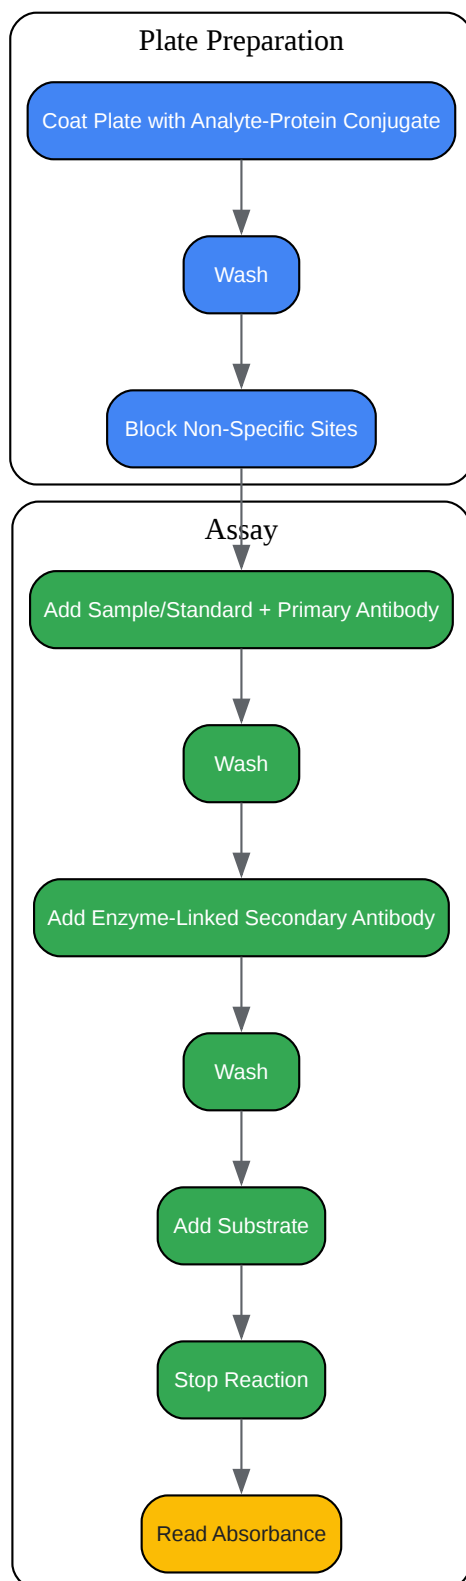 Plate Preparation
Coat Plate with Analyte-Protein Conjugate
Wash
Block Non-Specific Sites
Assay
Add Sample/Standard + Primary Antibody
Wash
Add Enzyme-Linked Secondary Antibody
Wash
Add Substrate
Stop Reaction
Read Absorbance